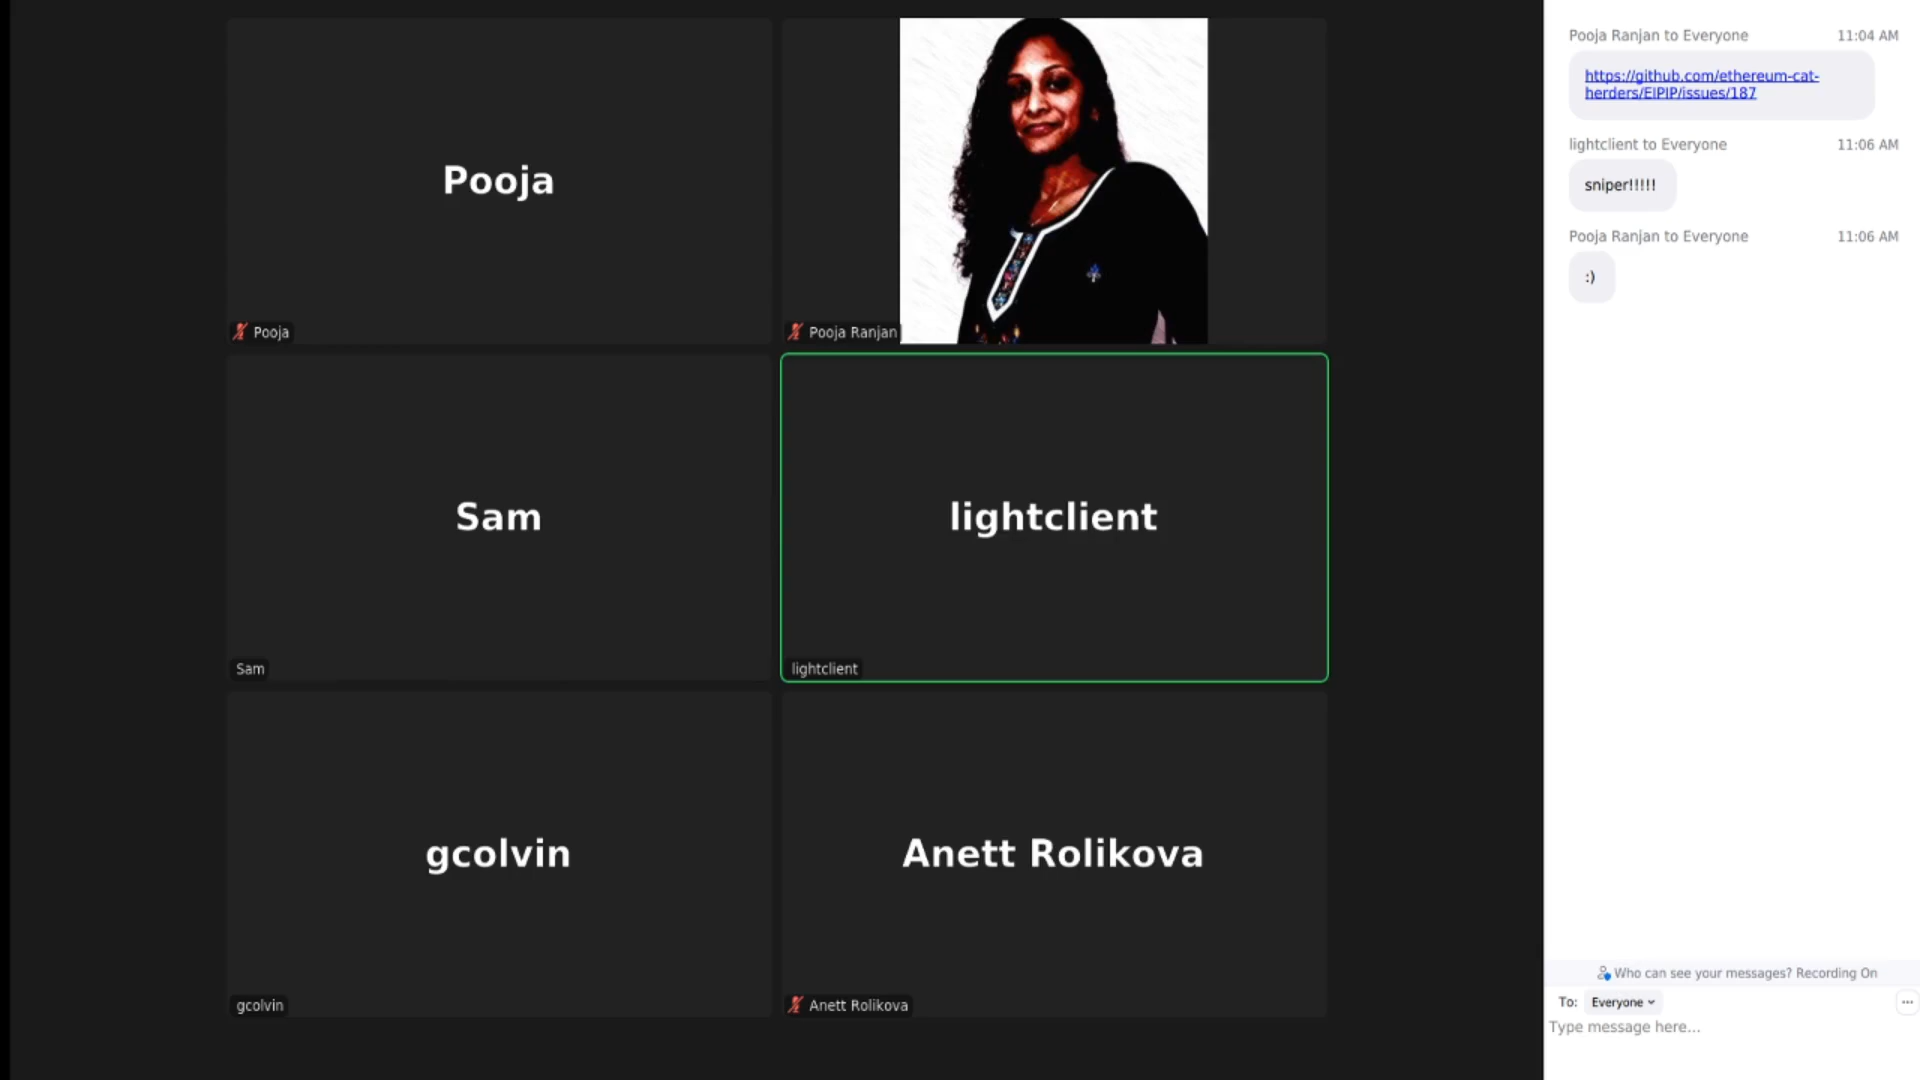 Pooja
Pooja
Pooja Ranjan
Sam
Sam
lightclient
lightclient
gcolvin
gcolvin
Anett Rolikova
Anett Rolikova
Pooja Ranjan to Everyone 11:04 AM
https://github.com/ethereum-cat-
herders/EIPIP/issues/187
lightclient to Everyone 11:06 AM
sniper!!!!!
Pooja Ranjan to Everyone 11:06 AM
:)
Who can see your messages? Recording On
To: Everyone
Type message here...